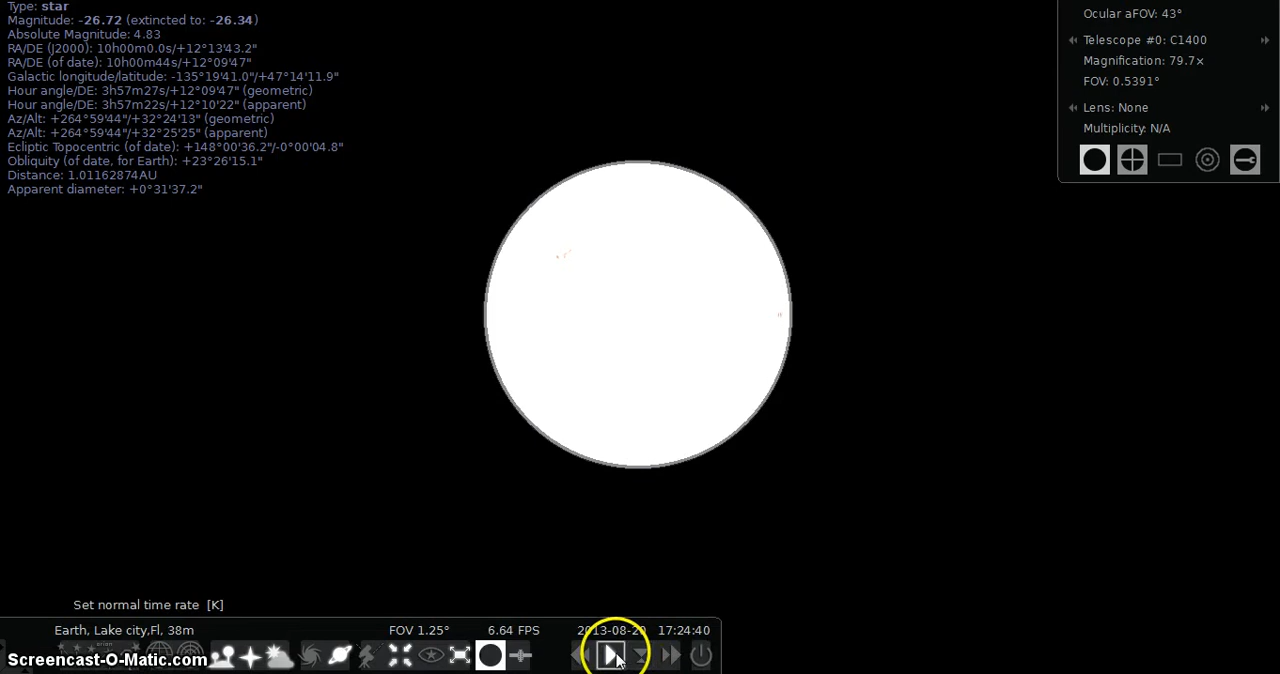 Type: star
Magnitude: -26.72 (extincted to: -26.34)
Absolute Magnitude: 4.83
RA/DE (J2000): 10h00m0.0s/+12°13'43.2"
RA/DE (of date): 10h00m44s/+12°09'47"
Galactic longitude/latitude: -135°19'41.0"/+47°14'11.9"
Hour angle/DE: 3h57m27s/+12°09'47" (geometric)
Hour angle/DE: 3h57m22s/+12°10'22" (apparent)
Az/Alt: +264°59'44"/+32°24'13" (geometric)
Az/Alt: +264°59'44"/+32°25'25" (apparent)
Ecliptic Topocentric (of date): +148°00'36.2"/-0°00'04.8"
Obliquity (of date, for Earth): +23°26'15.1"
Distance: 1.01162874AU
Apparent diameter: +0°31'37.2"
Ocular aFOV: 43°
Telescope #0: C1400
Magnification: 79.7×
FOV: 0.5391°
Lens: None
Multiplicity: N/A
Set normal time rate [K]
Earth, Lake city,Fl, 38m FOV 1.25° 6.64 FPS 2013-08-20 17:24:40
Screencast-O-Matic.com